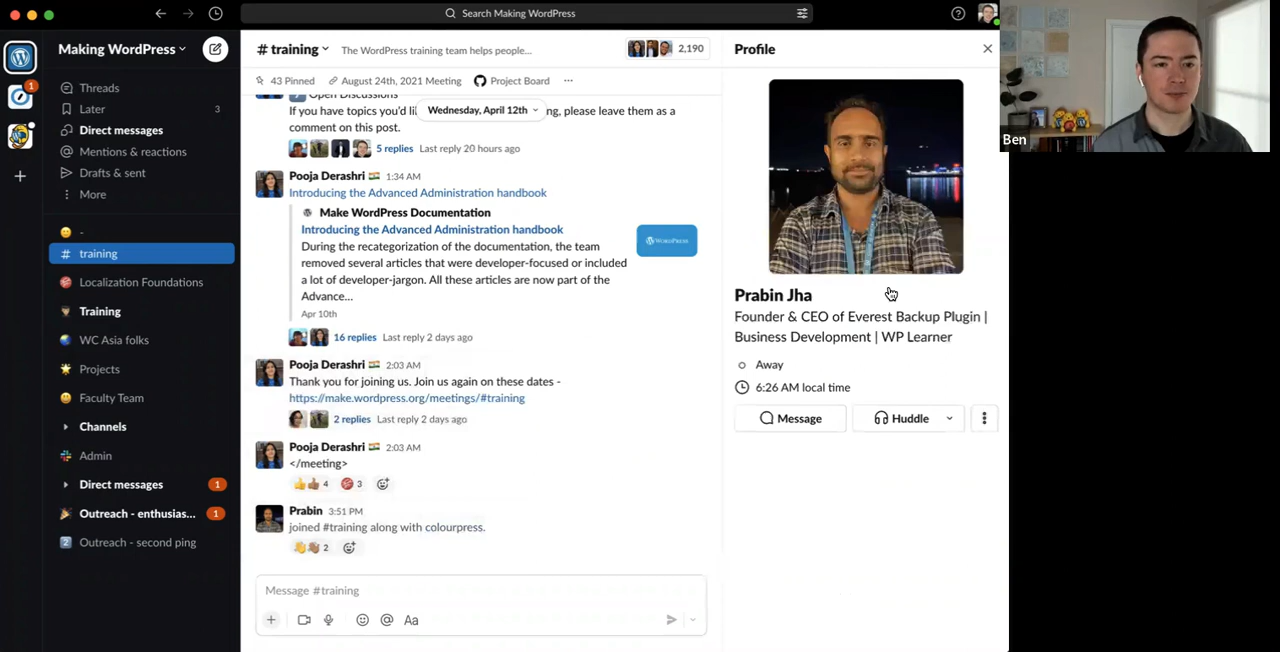 Search Making WordPress
Making WordPress
1
Threads
Later 3
Direct messages
Mentions & reactions
Drafts & sent
More
-
# training
Localization Foundations
Training
WC Asia folks
Projects
Faculty Team
Channels
Admin
Direct messages 1
Outreach - enthusias... 1
2 Outreach - second ping
# training
The WordPress training team helps people...
2,190
43 Pinned
August 24th, 2021 Meeting
Project Board
...
Open Discussions
Wednesday, April 12th
If you have topics you'd li ng, please leave them as a
comment on this post.
5 replies Last reply 20 hours ago
Pooja Derashri 1:34 AM
Introducing the Advanced Administration handbook
Make WordPress Documentation
Introducing the Advanced Administration handbook
During the recategorization of the documentation, the team
removed several articles that were developer-focused or included
a lot of developer-jargon. All these articles are now part of the
Advance...
Apr 10th
WORDPRESS
16 replies Last reply 2 days ago
Pooja Derashri 2:03 AM
Thank you for joining us. Join us again on these dates -
https://make.wordpress.org/meetings/#training
2 replies Last reply 2 days ago
Pooja Derashri 2:03 AM
</meeting>
4 3
Prabin 3:51 PM
joined #training along with colourpress.
2
Message #training
Aa
Profile
Prabin Jha
Founder & CEO of Everest Backup Plugin |
Business Development | WP Learner
Away
6:26 AM local time
Message
Huddle
Ben